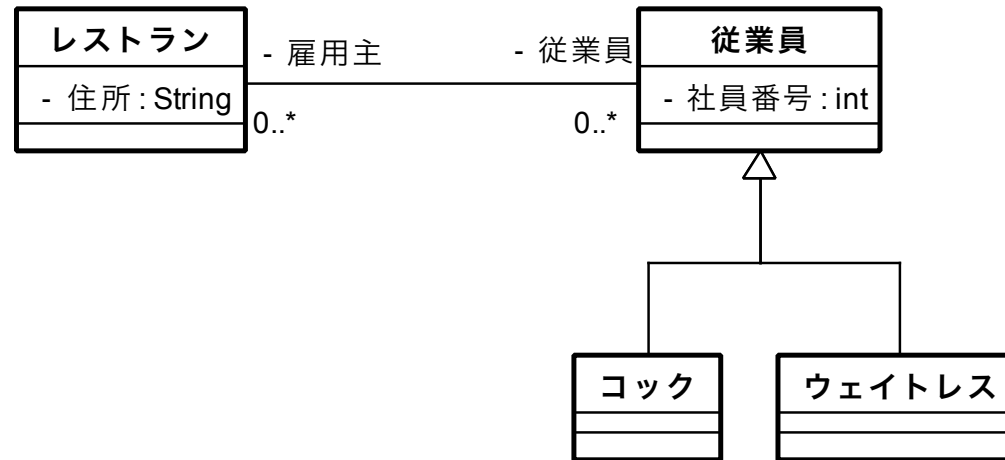 レストラン
- 住所 : String
- 雇用主
- 従業員
0..*
0..*
従業員
- 社員番号 : int
コック
ウェイトレス